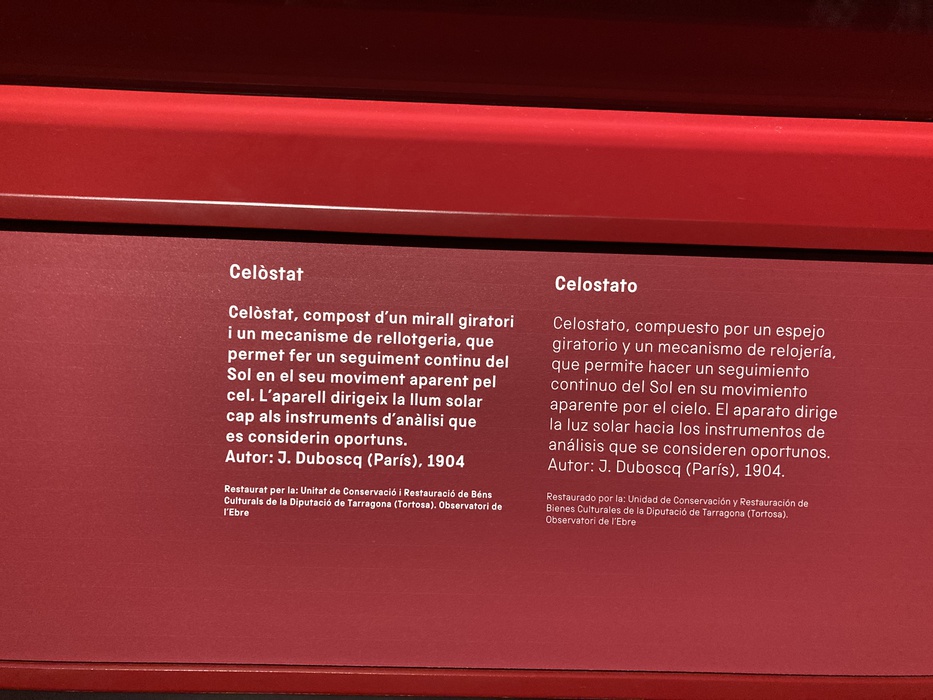 Celòstat
Celòstat, compost d'un mirall giratori
i un mecanisme de rellotgeria, que
permet fer un seguiment continu del
Sol en el seu moviment aparent pel
cel. L'aparell dirigeix la llum solar
cap als instruments d'anàlisi que
es considerin oportuns.
Autor: J. Duboscq (París), 1904
Restaurat per la: Unitat de Conservació i Restauració de Béns
Culturals de la Diputació de Tarragona (Tortosa). Observatori de
l'Ebre
Celostato
Celostato, compuesto por un espejo
giratorio y un mecanismo de relojería,
que permite hacer un seguimiento
continuo del Sol en su movimiento
aparente por el cielo. El aparato dirige
la luz solar hacia los instrumentos de
análisis que se consideren oportunos.
Autor: J. Duboscq (París), 1904.
Restaurado por la: Unidad de Conservación y Restauración de
Bienes Culturales de la Diputació de Tarragona (Tortosa).
Observatori de l'Ebre